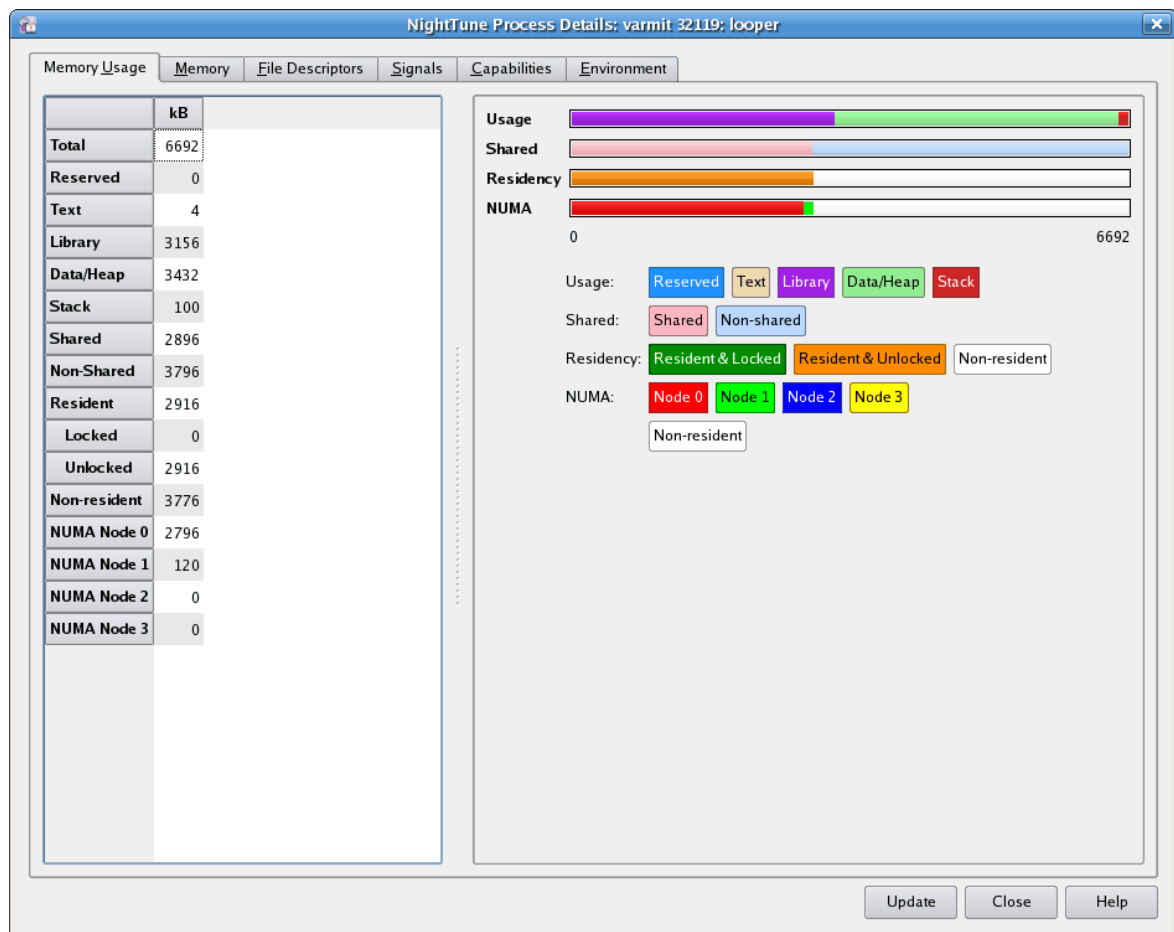 NightTune Process Details: varmit 32119: looper
Memory Usage Memory File Descriptors Signals Capabilities Environment
kB
Total 6692
Reserved 0
Text 4
Library 3156
Data/Heap 3432
Stack 100
Shared 2896
Non-Shared 3796
Resident 2916
Locked 0
Unlocked 2916
Non-resident 3776
NUMA Node 0 2796
NUMA Node 1 120
NUMA Node 2 0
NUMA Node 3 0
Usage
Shared
Residency
NUMA
0 6692
Usage: Reserved Text Library Data/Heap Stack
Shared: Shared Non-shared
Residency: Resident & Locked Resident & Unlocked Non-resident
NUMA: Node 0 Node 1 Node 2 Node 3
Non-resident
Update Close Help